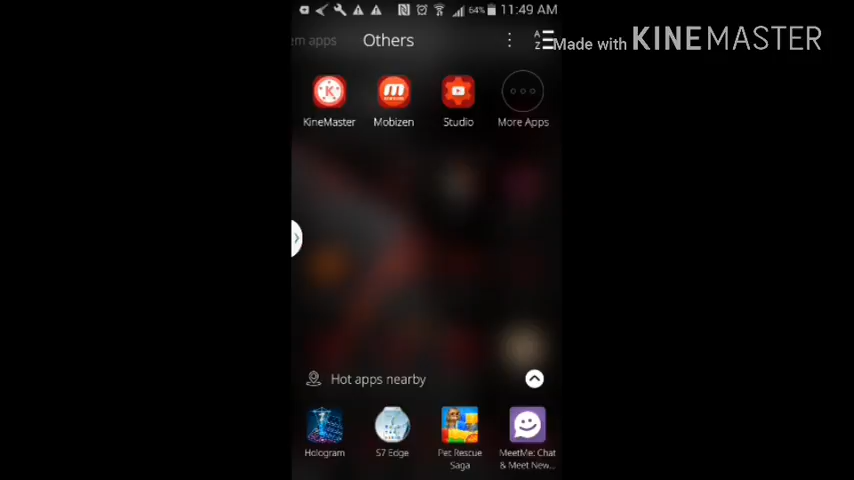 64% 11:49 AM
em apps Others
A
Z
Made with KINEMASTER
KineMaster Mobizen Studio More Apps
Hot apps nearby
Hologram S7 Edge Pet Rescue Saga MeetMe: Chat & Meet New...